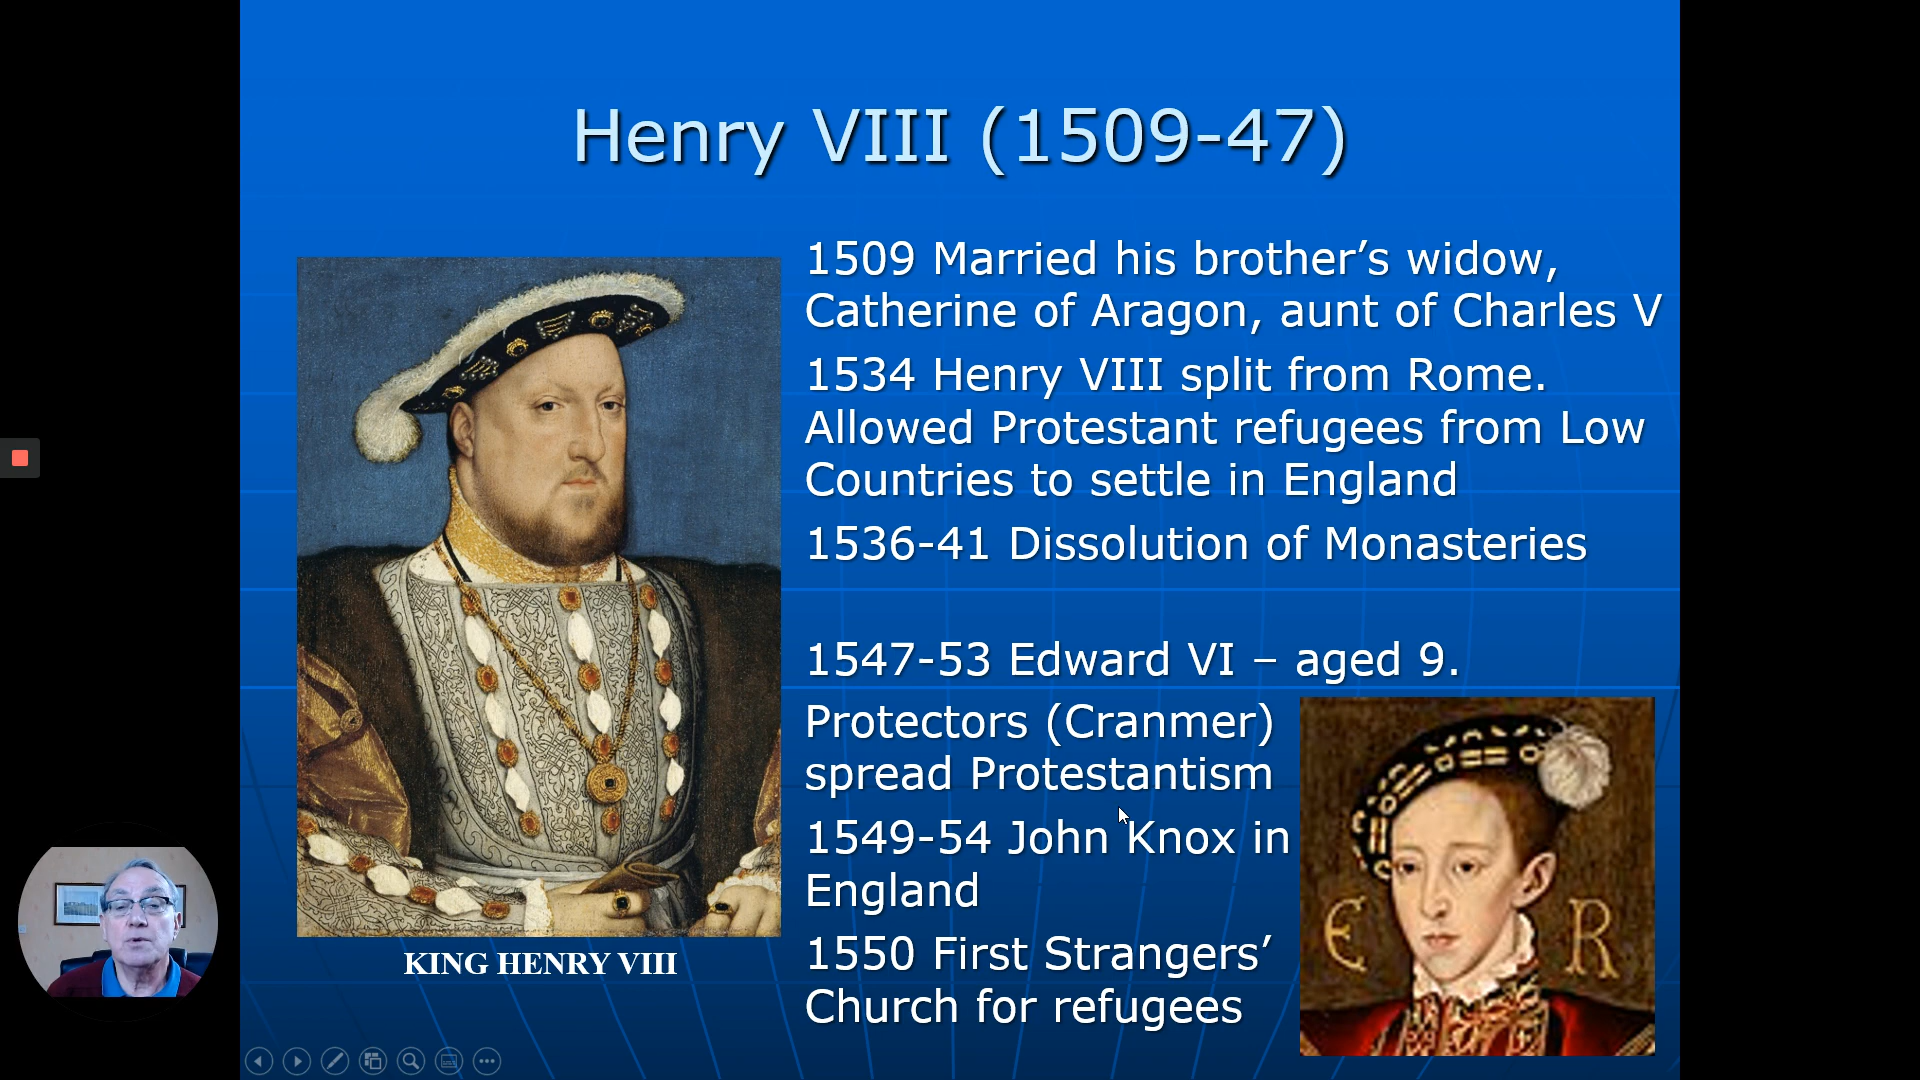 Henry VIII (1509-47)
1509 Married his brother’s widow,
Catherine of Aragon, aunt of Charles V
1534 Henry VIII split from Rome.
Allowed Protestant refugees from Low
Countries to settle in England
1536-41 Dissolution of Monasteries
1547-53 Edward VI – aged 9.
Protectors (Cranmer)
spread Protestantism
1549-54 John Knox in
England
1550 First Strangers’
Church for refugees
KING HENRY VIII
E R